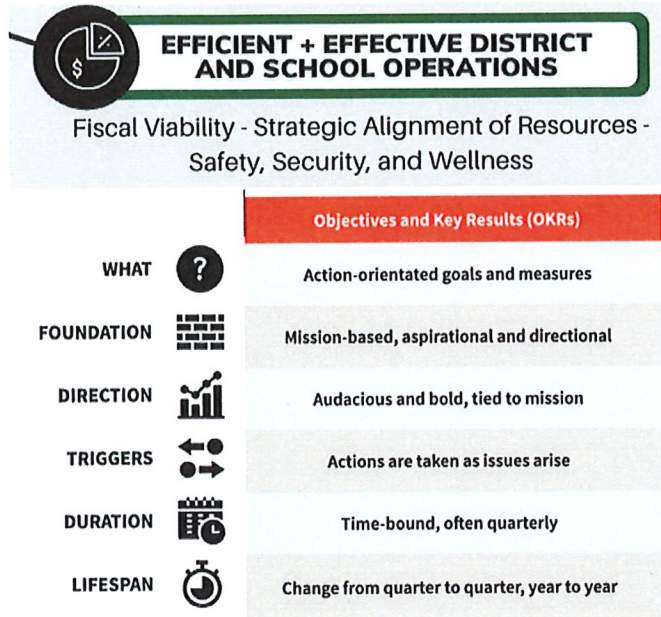 % $
EFFICIENT + EFFECTIVE DISTRICT
AND SCHOOL OPERATIONS
Fiscal Viability - Strategic Alignment of Resources -
Safety, Security, and Wellness
Objectives and Key Results (OKRs)
WHAT ? Action-orientated goals and measures
FOUNDATION Mission-based, aspirational and directional
DIRECTION Audacious and bold, tied to mission
TRIGGERS Actions are taken as issues arise
DURATION Time-bound, often quarterly
LIFESPAN Change from quarter to quarter, year to year